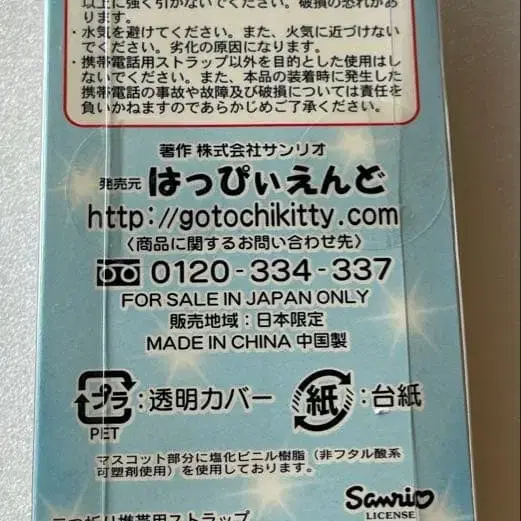 以上に強く引かないでください。破損の恐れがあ
ります。
・水気を避けてください。また、火気に近づけない
でください。劣化の原因になります。
・携帯電話用ストラップ以外を目的とした使用はし
ないでください。また、本品の装着時に発生した
携帯電話の事故や故障及び破損については責任を
負いかねますのであらかじめご了承ください。
著作 株式会社サンリオ
発売元 はっぴぃえんど
http://gotochikitty.com
〈商品に関するお問い合わせ先〉
0120-334-337
FOR SALE IN JAPAN ONLY
販売地域：日本限定
MADE IN CHINA 中国製
プラ：透明カバー 紙：台紙
PET
マスコット部分に塩化ビニル樹脂（非フタル酸系
可塑剤使用）を使用しております。
Sanrio
LICENSE
二つ折り携帯用ストラップ